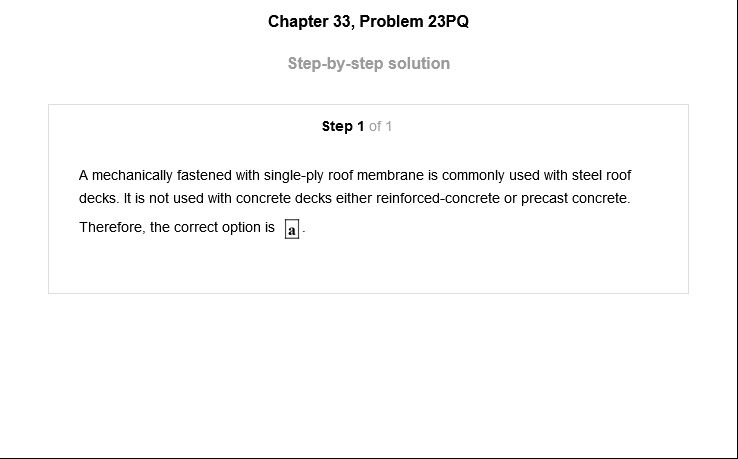 Chapter 33, Problem 23PQ
Step-by-step solution
Step 1 of 1
A mechanically fastened with single-ply roof membrane is commonly used with steel roof
decks. It is not used with concrete decks either reinforced-concrete or precast concrete.
Therefore, the correct option is a.